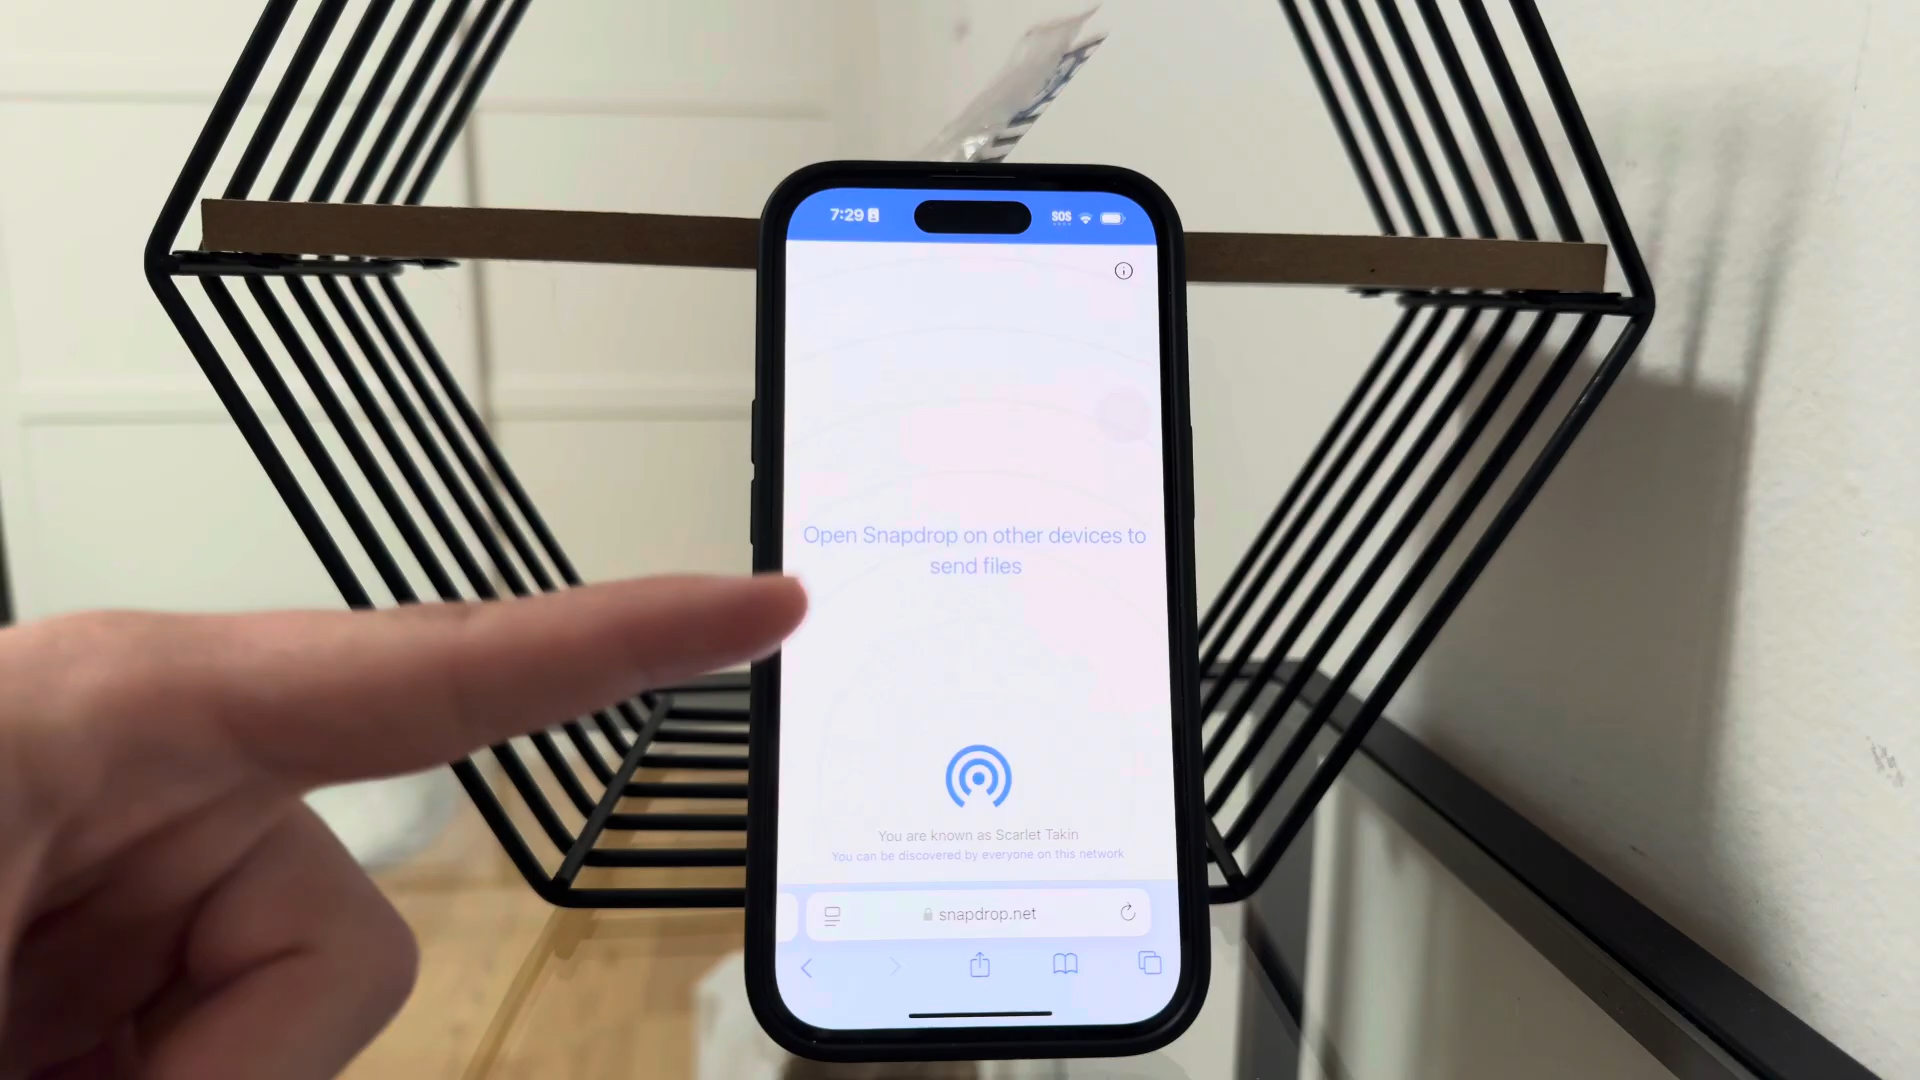 7:29
SOS
Open Snapdrop on other devices to
send files
You are known as Scarlet Takin
You can be discovered by everyone on this network
snapdrop.net